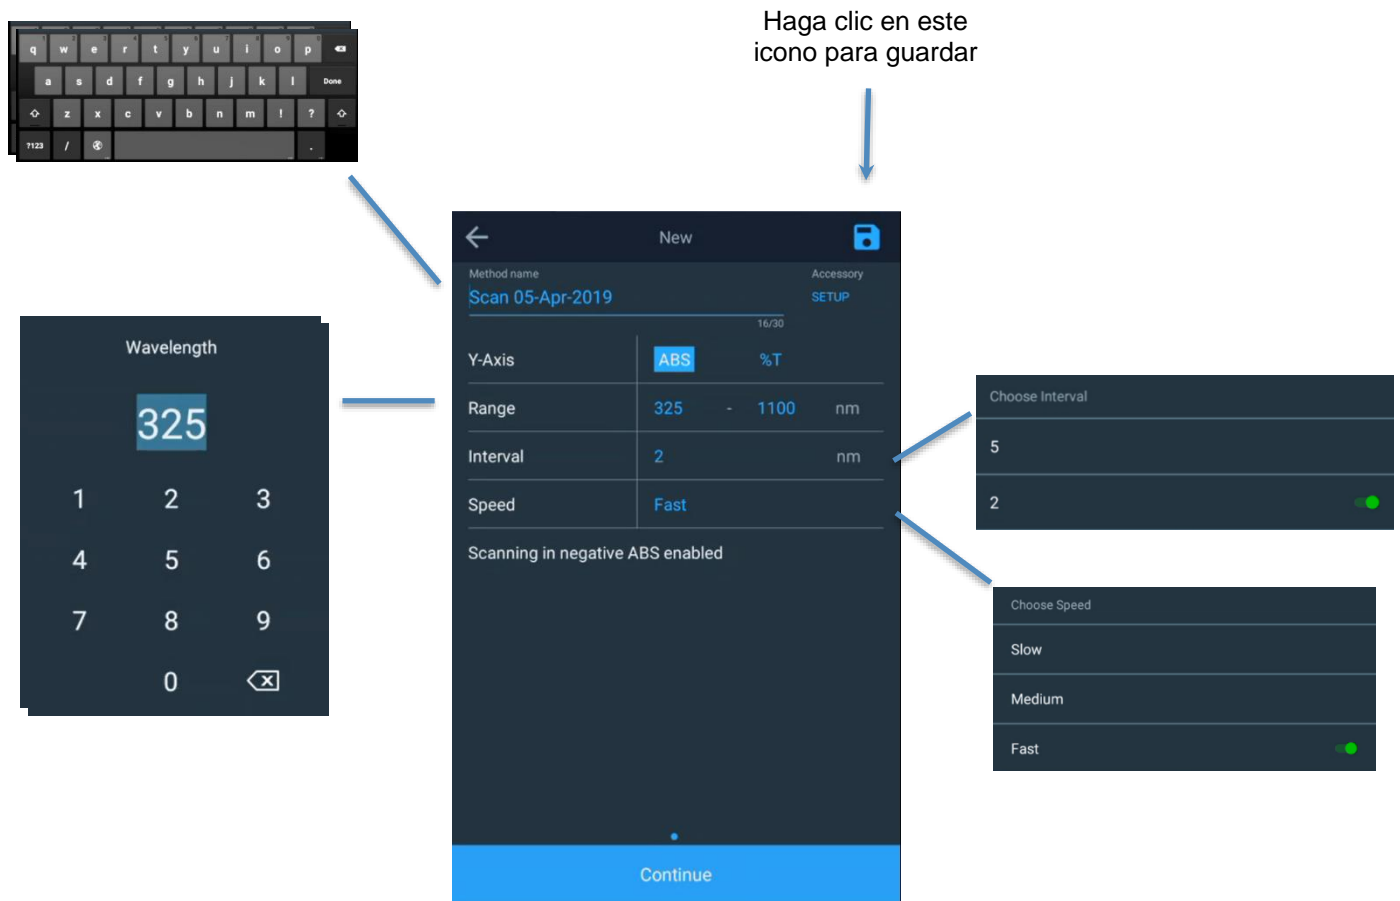 Haga clic en este
icono para guardar
q w e r t y u i o p
a s d f g h j k l Done
z x c v b n m ! ?
?123 / .
New
Method name
Accessory
Scan 05-Apr-2019
SETUP
16/30
Y-Axis ABS %T
Range 325 - 1100 nm
Interval 2 nm
Speed Fast
Scanning in negative ABS enabled
Continue
Wavelength
325
1 2 3
4 5 6
7 8 9
0
Choose Interval
5
2
Choose Speed
Slow
Medium
Fast